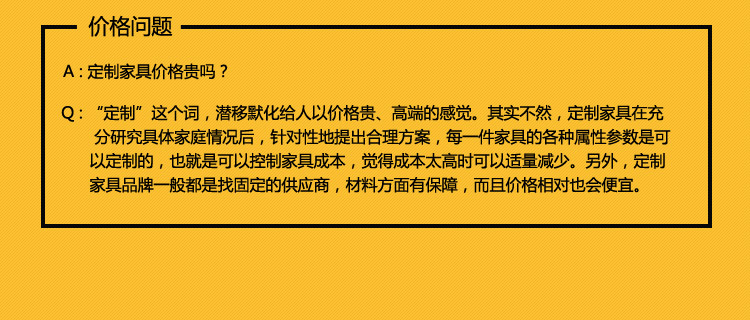 价格问题
A：定制家具价格贵吗？
Q：“定制”这个词，潜移默化给人以价格贵、高端的感觉。其实不然，定制家具在充
分研究具体家庭情况后，针对性地提出合理方案，每一件家具的各种属性参数是可
以定制的，也就是可以控制家具成本，觉得成本太高时可以适量减少。另外，定制
家具品牌一般都是找固定的供应商，材料方面有保障，而且价格相对也会便宜。